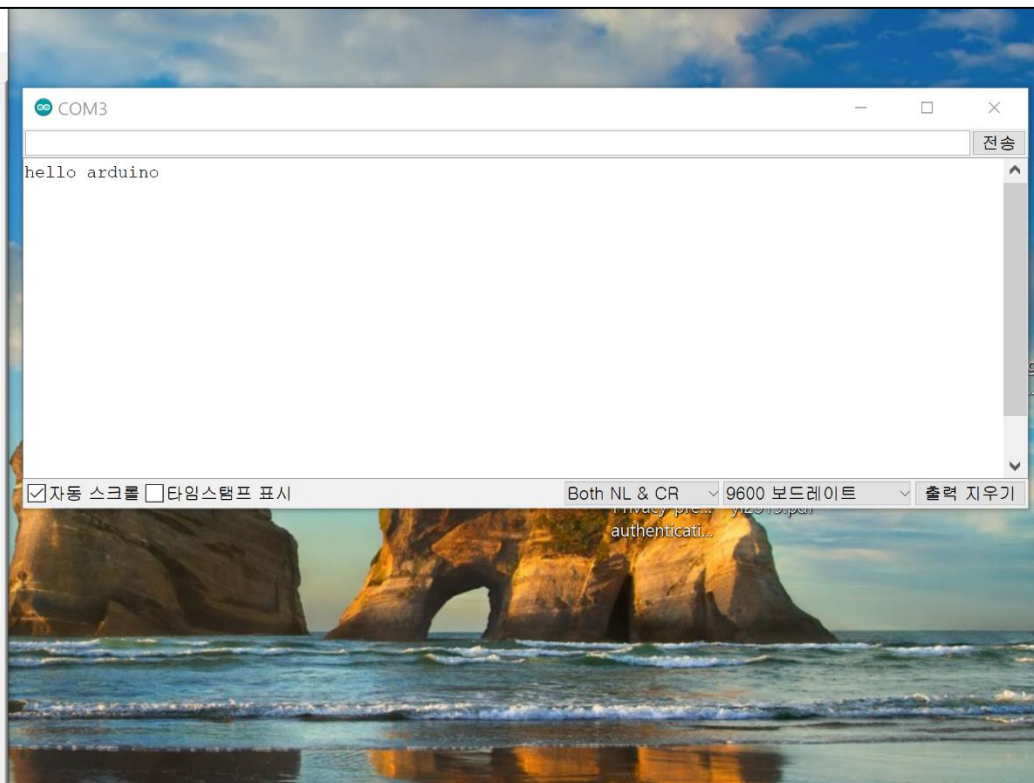 COM3
전송
hello arduino
자동 스크롤 타임스탬프 표시 Both NL & CR 9600 보드레이트 출력 지우기
authenticati...